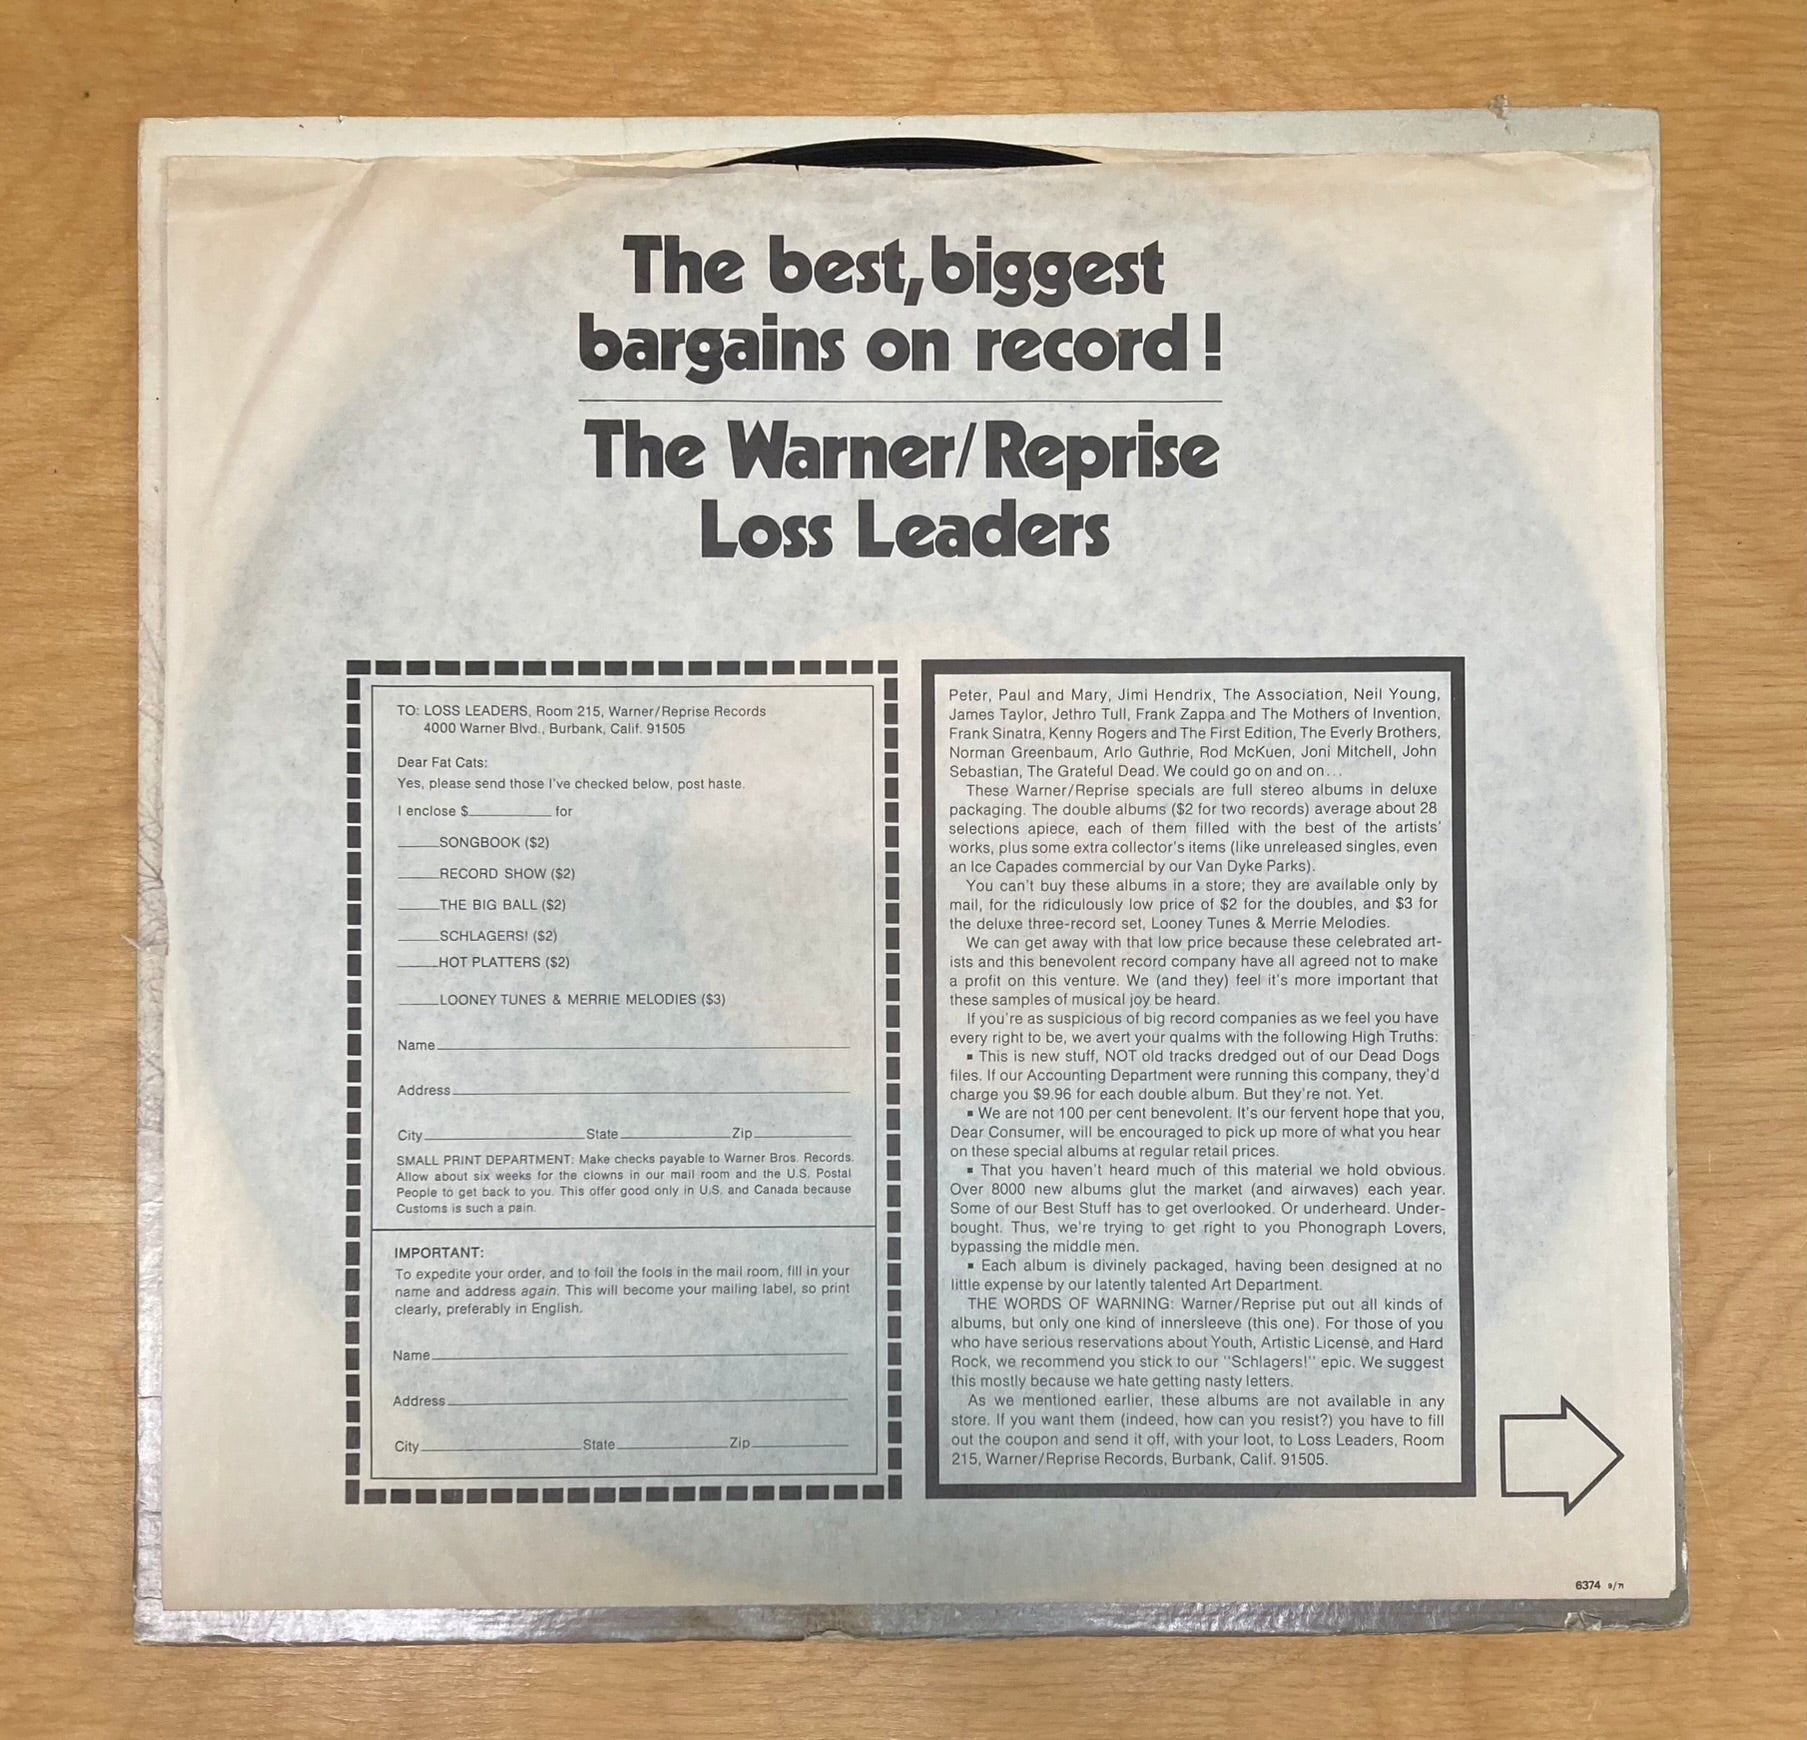 The best, biggest
bargains on record!
The Warner/Reprise
Loss Leaders
TO: LOSS LEADERS, Room 215, Warner/Reprise Records
4000 Warner Blvd., Burbank, Calif. 91505
Dear Fat Cats:
Yes, please send those I've checked below, post haste.
I enclose $________ for
____SONGBOOK ($2)
____RECORD SHOW ($2)
____THE BIG BALL ($2)
____SCHLAGERS! ($2)
____HOT PLATTERS ($2)
____LOONEY TUNES & MERRIE MELODIES ($3)
Name____
Address____
City____State____Zip____
SMALL PRINT DEPARTMENT: Make checks payable to Warner Bros. Records.
Allow about six weeks for the clowns in our mail room and the U.S. Postal
People to get back to you. This offer good only in U.S. and Canada because
Customs is such a pain.
IMPORTANT:
To expedite your order, and to foil the fools in the mail room, fill in your
name and address again. This will become your mailing label, so print
clearly, preferably in English.
Name____
Address____
City____State____Zip____
Peter, Paul and Mary, Jimi Hendrix, The Association, Neil Young,
James Taylor, Jethro Tull, Frank Zappa and The Mothers of Invention,
Frank Sinatra, Kenny Rogers and The First Edition, The Everly Brothers,
Norman Greenbaum, Arlo Guthrie, Rod McKuen, Joni Mitchell, John
Sebastian, The Grateful Dead. We could go on and on...
These Warner/Reprise specials are full stereo albums in deluxe
packaging. The double albums ($2 for two records) average about 28
selections apiece, each of them filled with the best of the artists'
works, plus some extra collector's items (like unreleased singles, even
an Ice Capades commercial by our Van Dyke Parks).
You can't buy these albums in a store; they are available only by
mail, for the ridiculously low price of $2 for the doubles, and $3 for
the deluxe three-record set, Looney Tunes & Merrie Melodies.
We can get away with that low price because these celebrated art-
ists and this benevolent record company have all agreed not to make
a profit on this venture. We (and they) feel it's more important that
these samples of musical joy be heard.
If you're as suspicious of big record companies as we feel you have
every right to be, we avert your qualms with the following High Truths:
▪ This is new stuff, NOT old tracks dredged out of our Dead Dogs
files. If our Accounting Department were running this company, they'd
charge you $9.96 for each double album. But they're not. Yet.
▪ We are not 100 per cent benevolent. It's our fervent hope that you,
Dear Consumer, will be encouraged to pick up more of what you hear
on these special albums at regular retail prices.
▪ That you haven't heard much of this material we hold obvious.
Over 8000 new albums glut the market (and airwaves) each year.
Some of our Best Stuff has to get overlooked. Or underheard. Under-
bought. Thus, we're trying to get right to you Phonograph Lovers,
bypassing the middle men.
▪ Each album is divinely packaged, having been designed at no
little expense by our latently talented Art Department.
THE WORDS OF WARNING: Warner/Reprise put out all kinds of
albums, but only one kind of innersleeve (this one). For those of you
who have serious reservations about Youth, Artistic License, and Hard
Rock, we recommend you stick to our "Schlagers!" epic. We suggest
this mostly because we hate getting nasty letters.
As we mentioned earlier, these albums are not available in any
store. If you want them (indeed, how can you resist?) you have to fill
out the coupon and send it off, with your loot, to Loss Leaders, Room
215, Warner/Reprise Records, Burbank, Calif. 91505.
6374 9/71